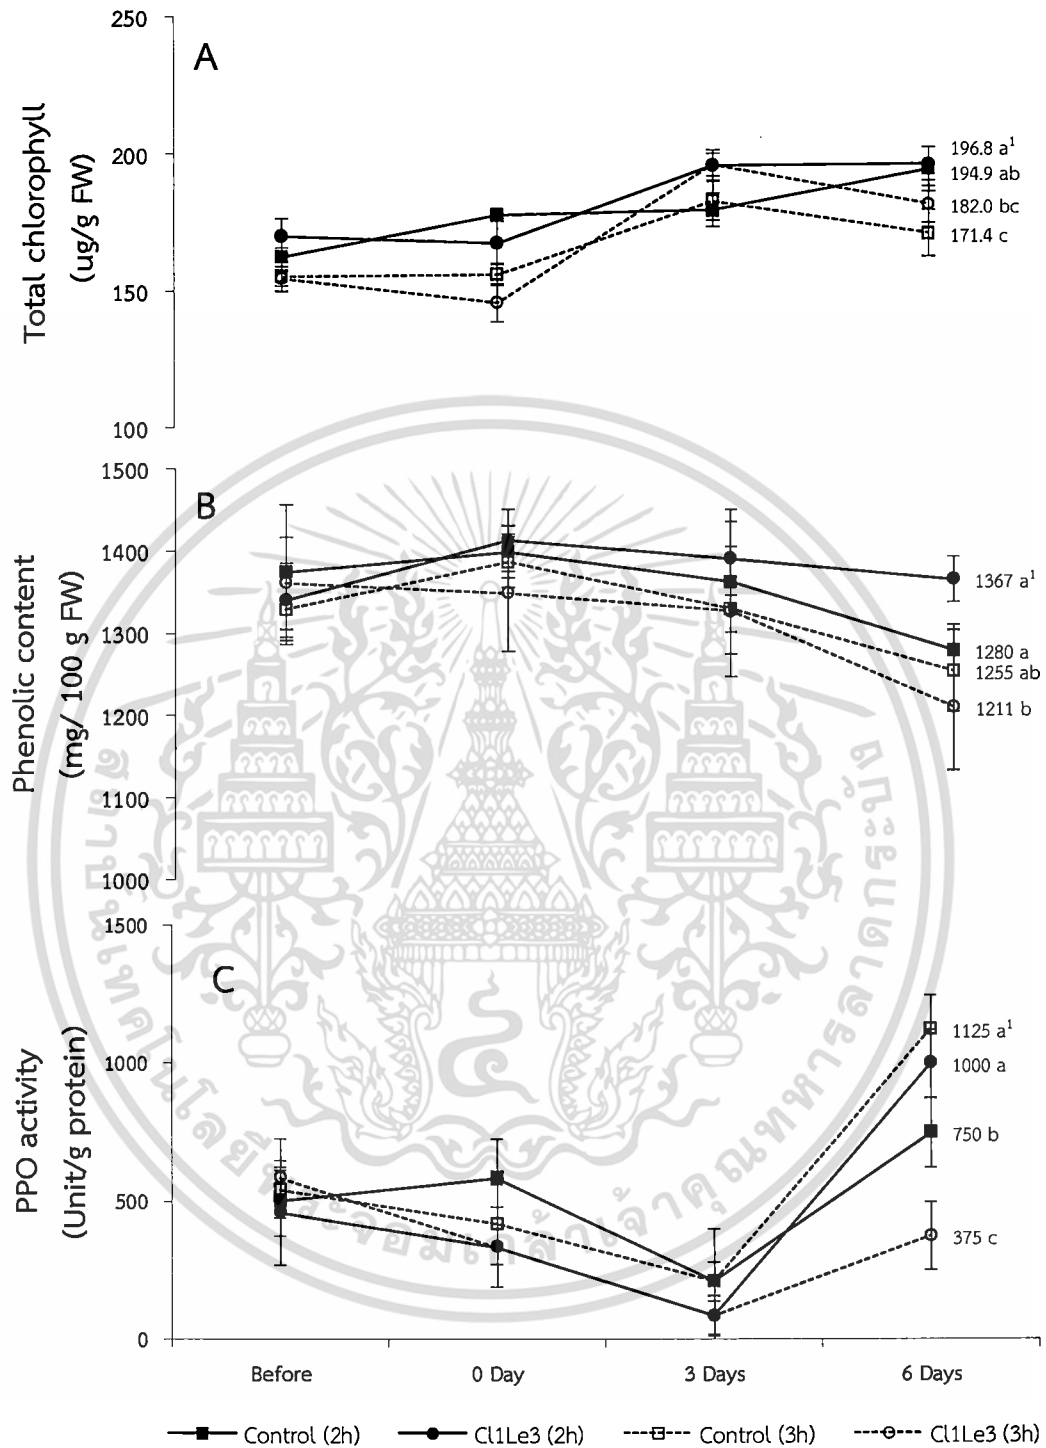 250
A
200
150
100
Total chlorophyll
(ug/g FW)
196.8 a¹
194.9 ab
182.0 bc
171.4 c
1500
B
1400
1300
1200
1100
1000
Phenolic content
(mg/ 100 g FW)
1367 a¹
1280 a
1255 ab
1211 b
1500
C
1000
500
0
PPO activity
(Unit/g protein)
1125 a¹
1000 a
750 b
375 c
Before 0 Day 3 Days 6 Days
Control (2h) Cl1Le3 (2h) Control (3h) Cl1Le3 (3h)